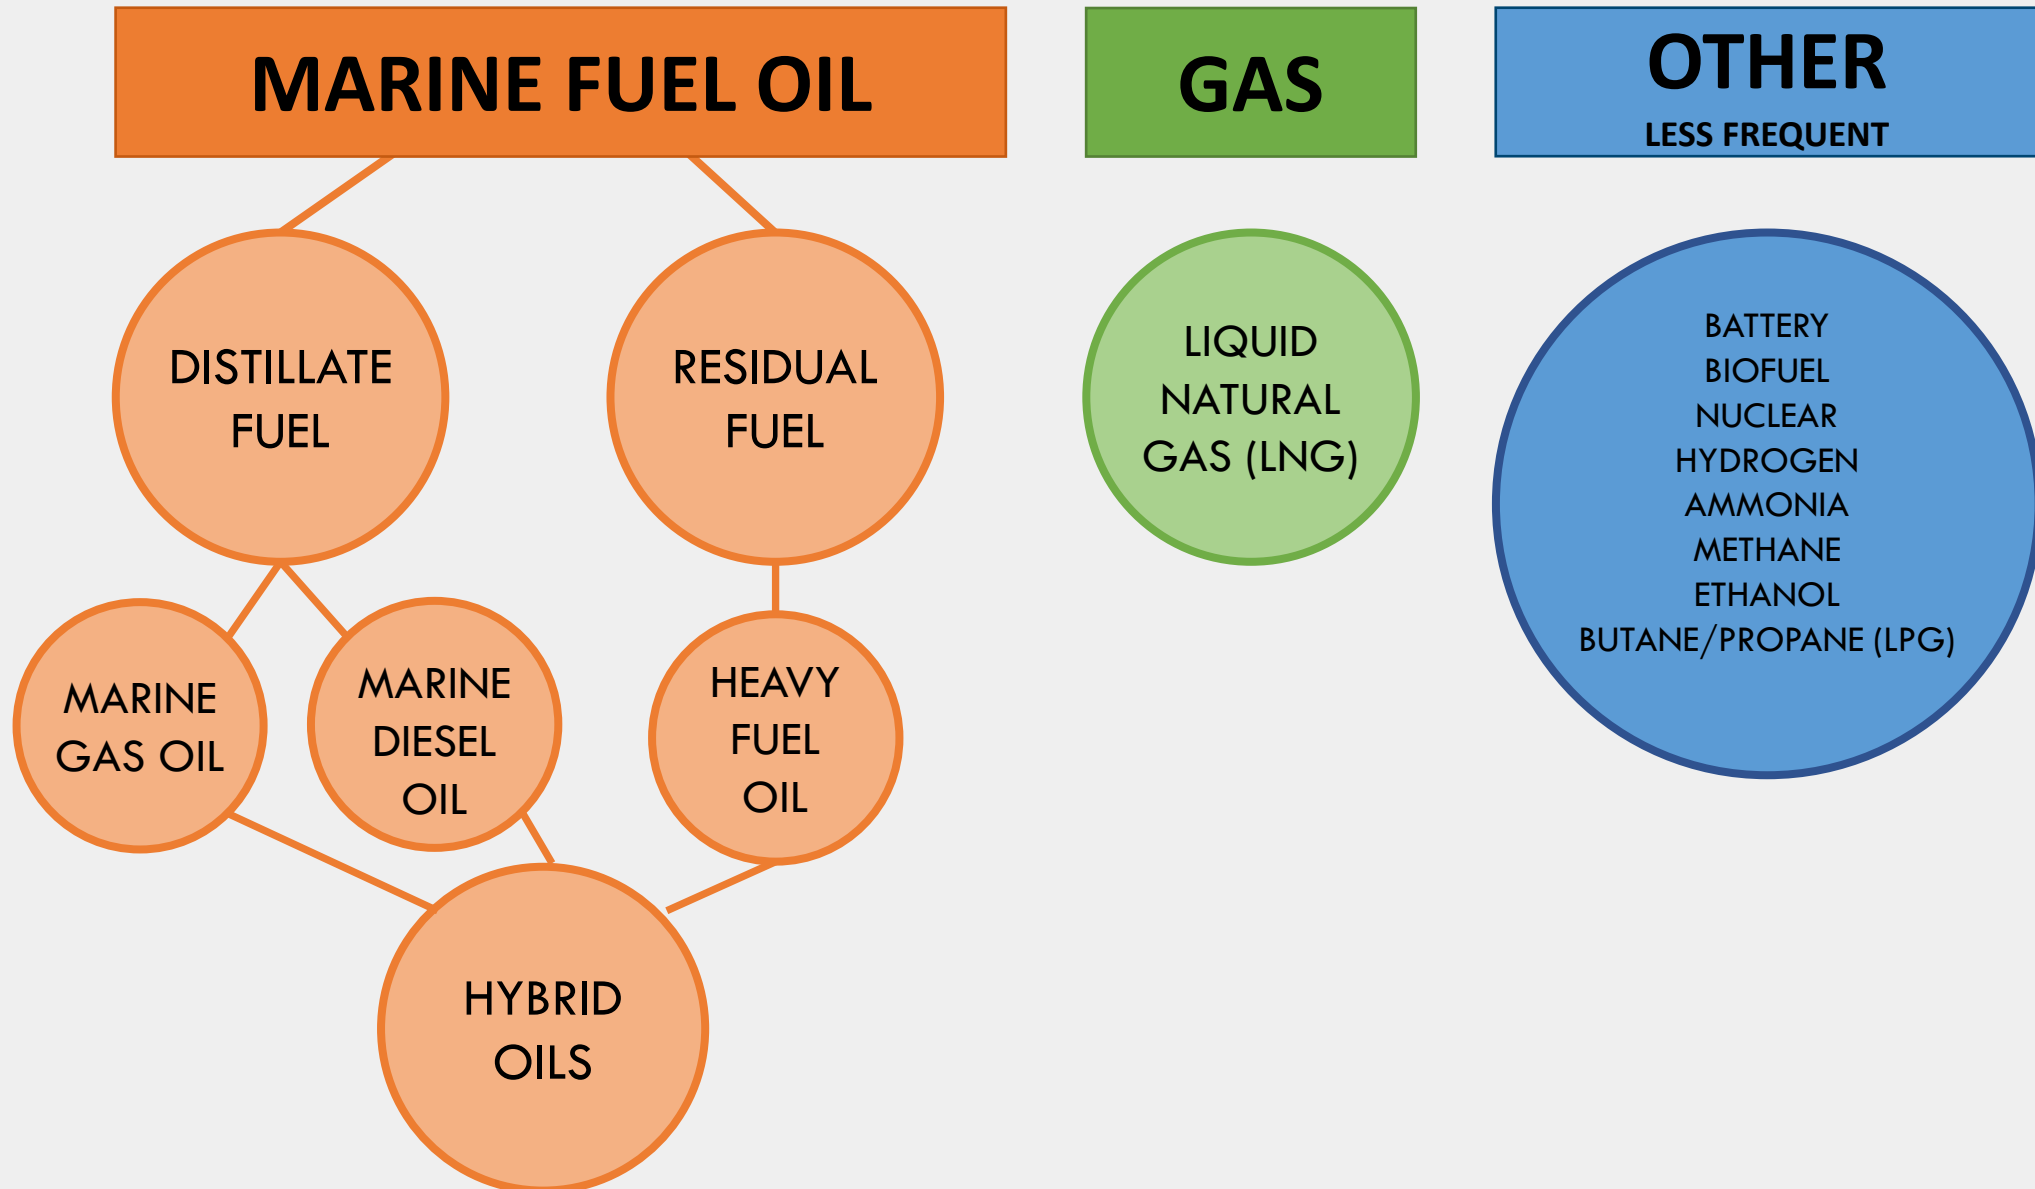 MARINE FUEL OIL
GAS
OTHER
LESS FREQUENT
DISTILLATE
FUEL
RESIDUAL
FUEL
LIQUID
NATURAL
GAS (LNG)
BATTERY
BIOFUEL
NUCLEAR
HYDROGEN
AMMONIA
METHANE
ETHANOL
BUTANE/PROPANE (LPG)
MARINE
GAS OIL
MARINE
DIESEL
OIL
HEAVY
FUEL
OIL
HYBRID
OILS